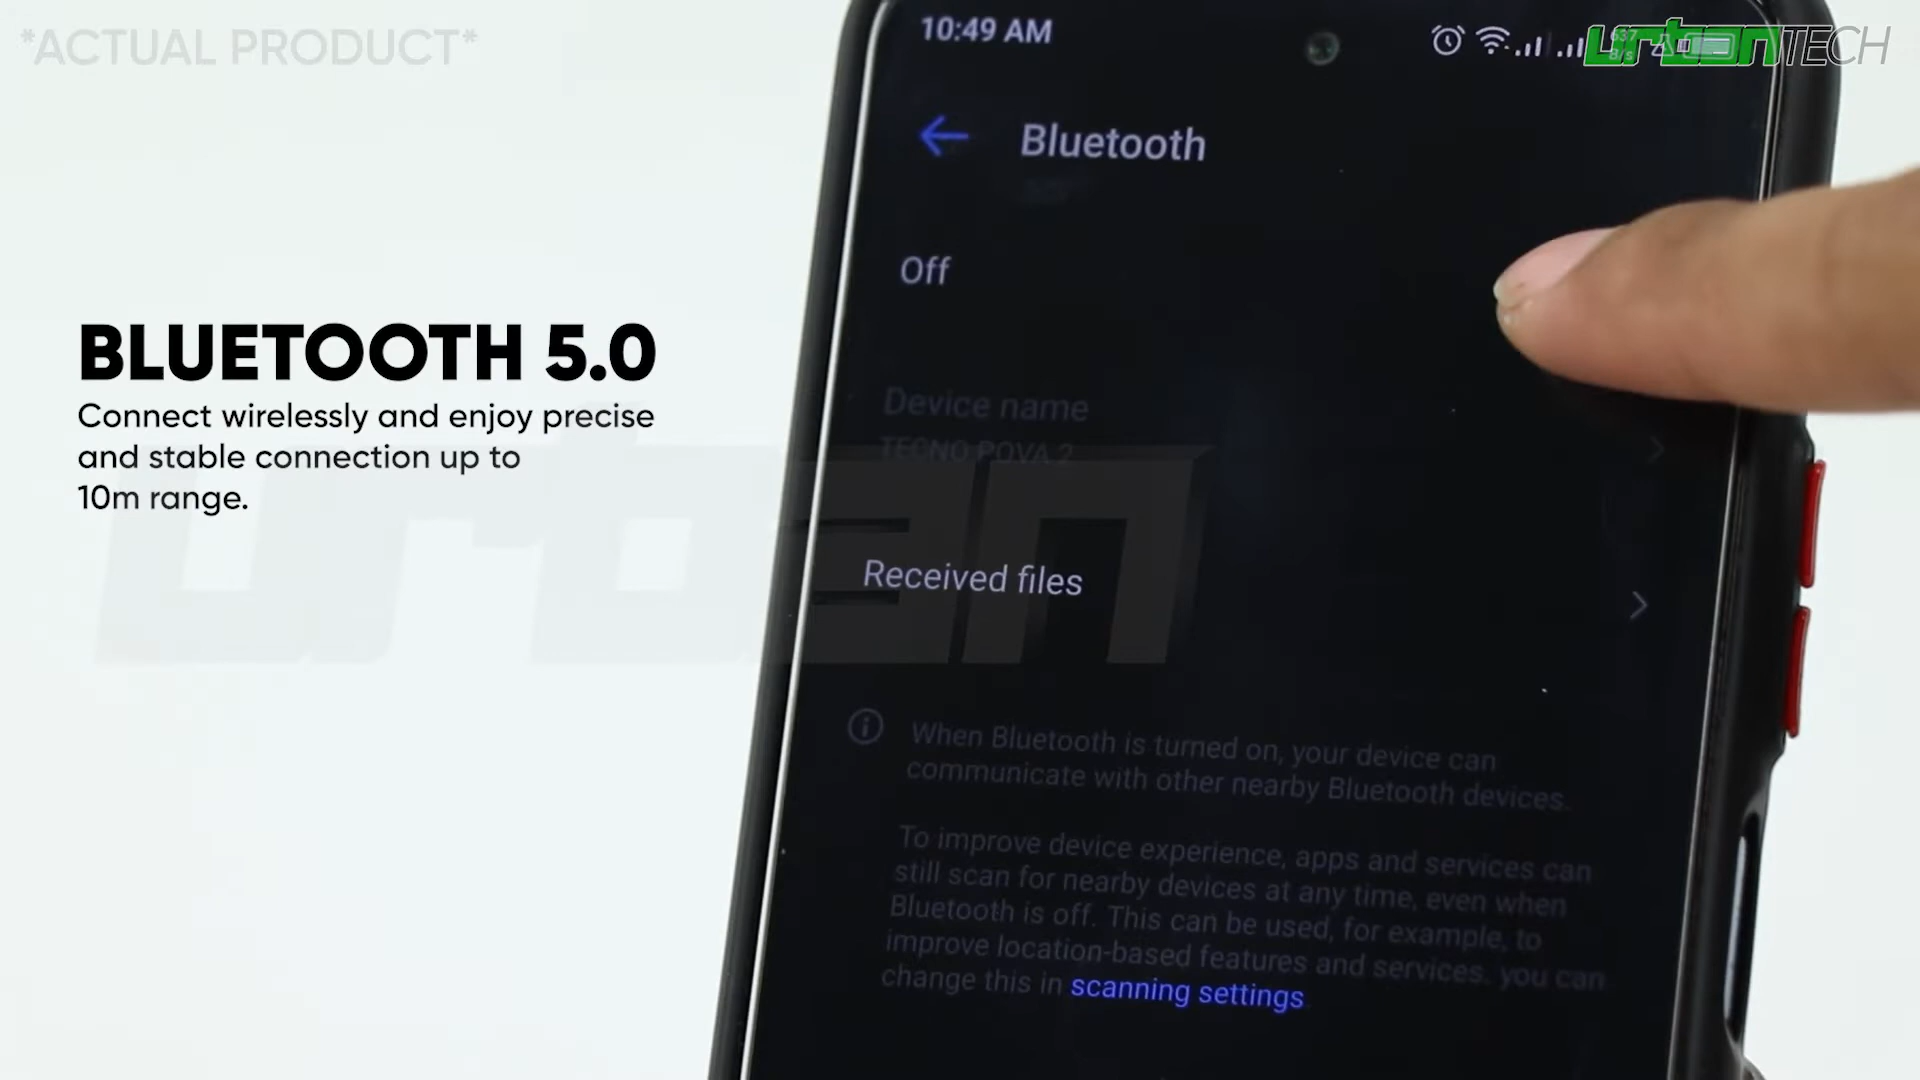 *ACTUAL PRODUCT*
urbanTECH
10:49 AM
Bluetooth
Off
BLUETOOTH 5.0
Connect wirelessly and enjoy precise
and stable connection up to
10m range.
Device name
TECNO POVA 2
urban
Received files
When Bluetooth is turned on, your device can
communicate with other nearby Bluetooth devices.
To improve device experience, apps and services can
still scan for nearby devices at any time, even when
Bluetooth is off. This can be used, for example, to
improve location-based features and services. you can
change this in scanning settings.